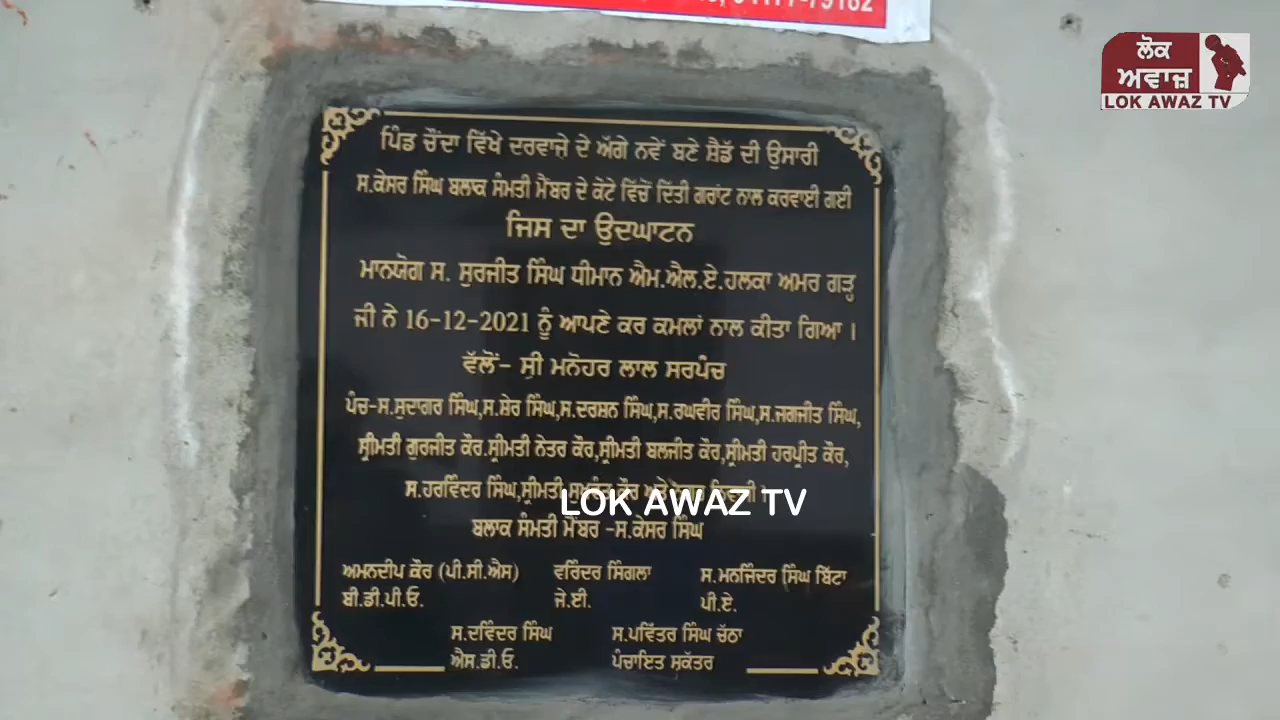 79182
ਲੋਕ
ਅਵਾਜ਼
LOK AWAZ TV
ਪਿੰਡ ਚੌਂਦਾ ਵਿੱਖੇ ਦਰਵਾਜ਼ੇ ਦੇ ਅੱਗੇ ਨਵੇਂ ਬਣੇ ਸ਼ੈਡ ਦੀ ਉਸਾਰੀ
ਸ.ਕੇਸਰ ਸਿੰਘ ਬਲਾਕ ਸੰਮਤੀ ਮੈਂਬਰ ਦੇ ਕੋਟੇ ਵਿੱਚੋਂ ਦਿੱਤੀ ਗਰਾਂਟ ਨਾਲ ਕਰਵਾਈ ਗਈ
ਜਿਸ ਦਾ ਉਦਘਾਟਨ
ਮਾਨਯੋਗ ਸ. ਸੁਰਜੀਤ ਸਿੰਘ ਧੀਮਾਨ ਐਮ.ਐਲ.ਏ.ਹਲਕਾ ਅਮਰ ਗੜ੍ਹ
ਜੀ ਨੇ 16-12-2021 ਨੂੰ ਆਪਣੇ ਕਰ ਕਮਲਾਂ ਨਾਲ ਕੀਤਾ ਗਿਆ ।
ਵੱਲੋਂ- ਸ੍ਰੀ ਮਨੋਹਰ ਲਾਲ ਸਰਪੰਚ
ਪੰਚ-ਸ.ਸੁਦਾਗਰ ਸਿੰਘ,ਸ.ਸ਼ੇਰ ਸਿੰਘ,ਸ.ਦਰਸ਼ਨ ਸਿੰਘ,ਸ.ਰਘਵੀਰ ਸਿੰਘ,ਸ.ਜਗਜੀਤ ਸਿੰਘ,
ਸ੍ਰੀਮਤੀ ਗੁਰਜੀਤ ਕੌਰ.ਸ੍ਰੀਮਤੀ ਨੇਤਰ ਕੌਰ,ਸ੍ਰੀਮਤੀ ਬਲਜੀਤ ਕੌਰ,ਸ੍ਰੀਮਤੀ ਹਰਪ੍ਰੀਤ ਕੌਰ,
ਸ.ਹਰਵਿੰਦਰ ਸਿੰਘ,ਸ੍ਰੀਮਤੀ
LOK AWAZ TV
ਬਲਾਕ ਸੰਮਤੀ ਮੈਂਬਰ -ਸ.ਕੇਸਰ ਸਿੰਘ
ਅਮਨਦੀਪ ਕੌਰ (ਪੀ.ਸੀ.ਐਸ) ਵਰਿੰਦਰ ਸਿੰਗਲਾ ਸ.ਮਨਜਿੰਦਰ ਸਿੰਘ ਬਿੱਟਾ
ਬੀ.ਡੀ.ਪੀ.ਓ. ਜੇ.ਈ. ਪੀ.ਏ.
ਸ.ਦਵਿੰਦਰ ਸਿੰਘ ਸ.ਪਵਿੱਤਰ ਸਿੰਘ ਚੱਠਾ
ਐਸ.ਡੀ.ਓ. ਪੰਚਾਇਤ ਸਕੱਤਰ